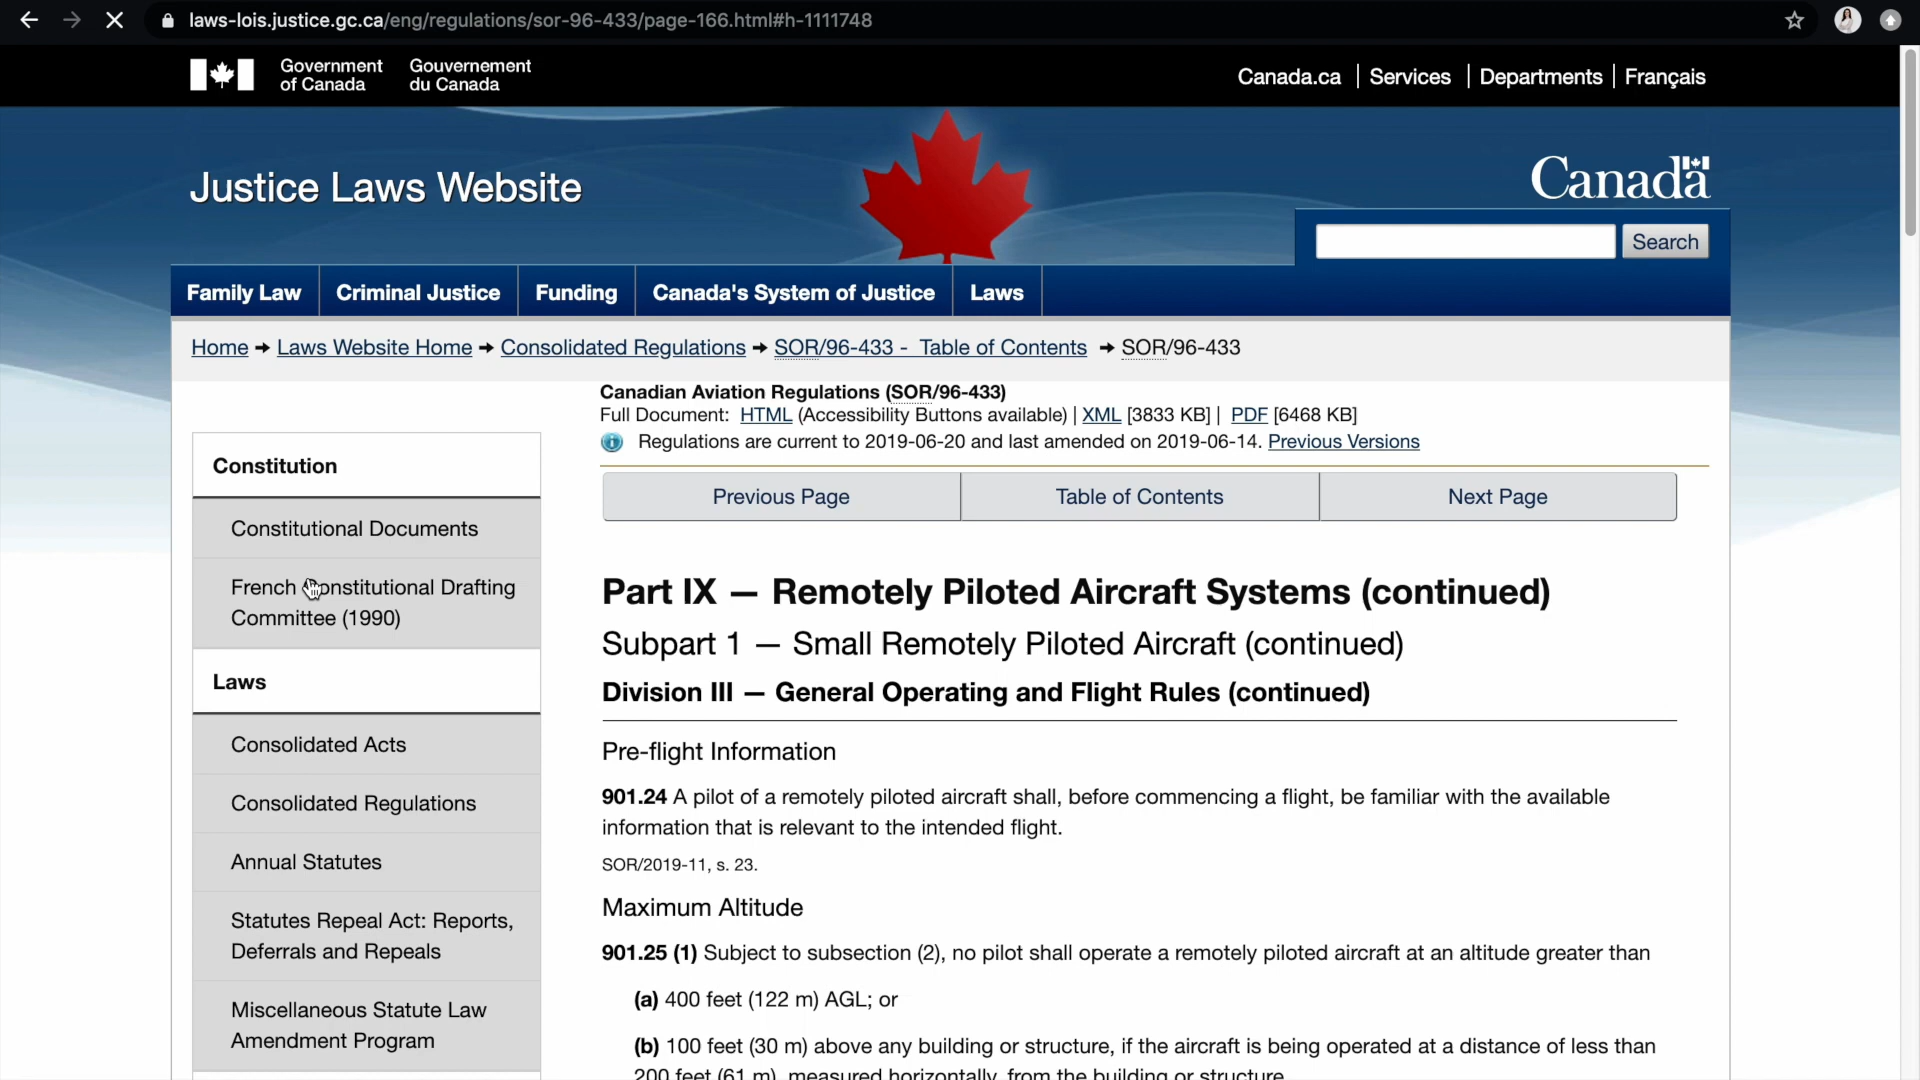 laws-lois.justice.gc.ca/eng/regulations/sor-96-433/page-166.html#h-1111748
Government of Canada
Gouvernement du Canada
Canada.ca | Services | Departments | Français
Justice Laws Website
Canada
Search
Family Law
Criminal Justice
Funding
Canada's System of Justice
Laws
Home → Laws Website Home → Consolidated Regulations → SOR/96-433 - Table of Contents → SOR/96-433
Constitution
Constitutional Documents
French Constitutional Drafting
Committee (1990)
Laws
Consolidated Acts
Consolidated Regulations
Annual Statutes
Statutes Repeal Act: Reports,
Deferrals and Repeals
Miscellaneous Statute Law
Amendment Program
Canadian Aviation Regulations (SOR/96-433)
Full Document: HTML (Accessibility Buttons available) | XML [3833 KB] | PDF [6468 KB]
Regulations are current to 2019-06-20 and last amended on 2019-06-14. Previous Versions
Previous Page
Table of Contents
Next Page
Part IX — Remotely Piloted Aircraft Systems (continued)
Subpart 1 — Small Remotely Piloted Aircraft (continued)
Division III — General Operating and Flight Rules (continued)
Pre-flight Information
901.24 A pilot of a remotely piloted aircraft shall, before commencing a flight, be familiar with the available
information that is relevant to the intended flight.
SOR/2019-11, s. 23.
Maximum Altitude
901.25 (1) Subject to subsection (2), no pilot shall operate a remotely piloted aircraft at an altitude greater than
(a) 400 feet (122 m) AGL; or
(b) 100 feet (30 m) above any building or structure, if the aircraft is being operated at a distance of less than
200 feet (61 m), measured horizontally, from the building or structure.